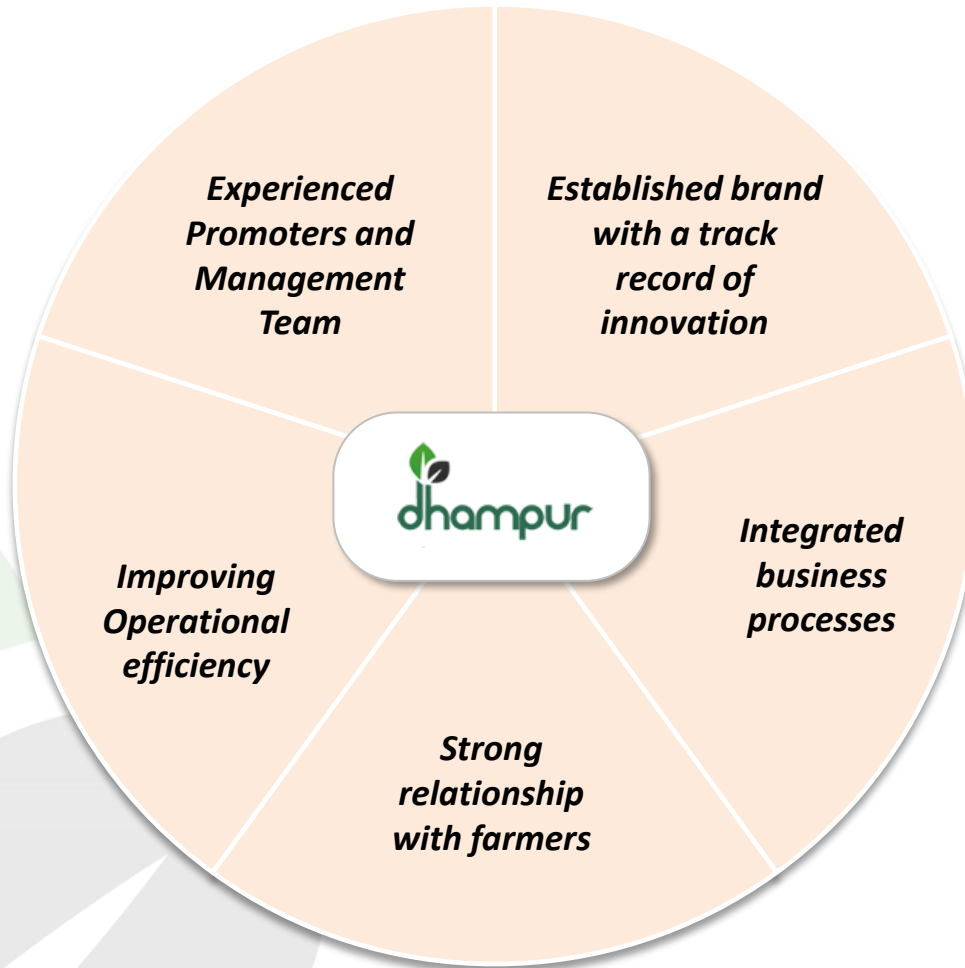 Experienced
Promoters and
Management
Team
Established brand
with a track
record of
innovation
dhampur
Integrated
business
processes
Improving
Operational
efficiency
Strong
relationship
with farmers